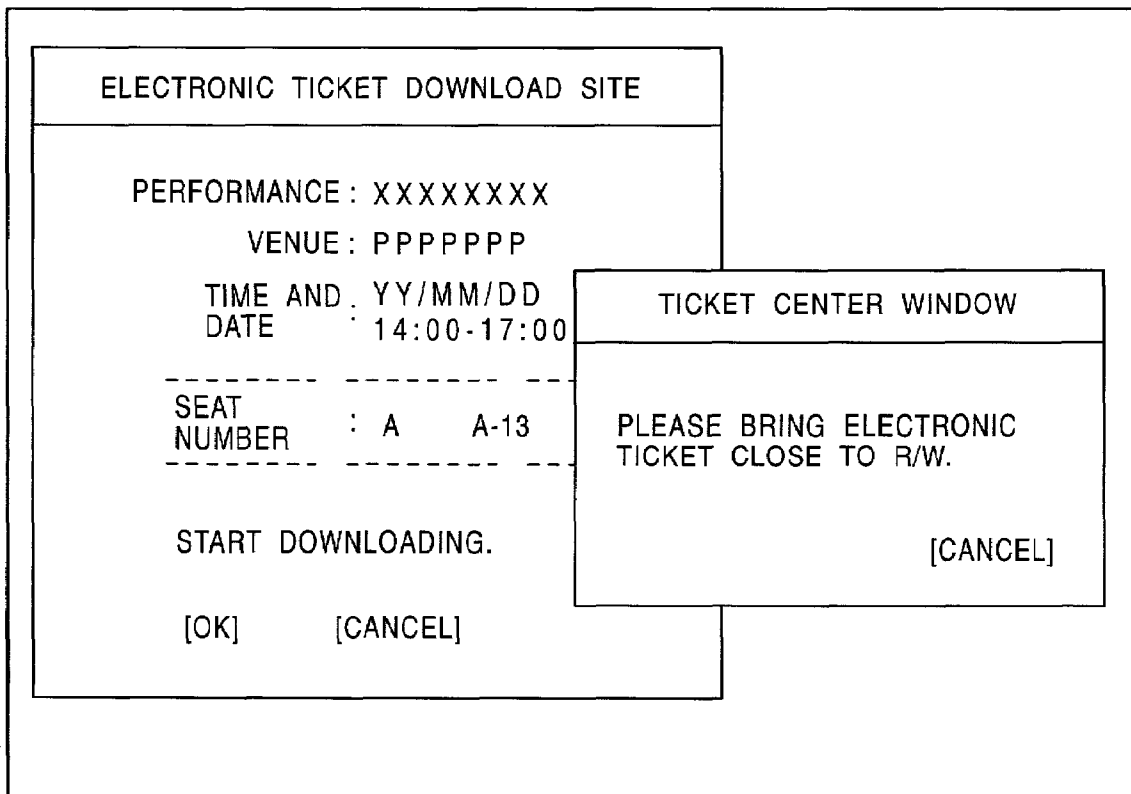 ELECTRONIC TICKET DOWNLOAD SITE
PERFORMANCE : XXXXXXXX
VENUE : PPPPPPP
TIME AND DATE : YY/MM/DD
14:00-17:00
SEAT NUMBER : A A-13
START DOWNLOADING.
[OK] [CANCEL]
TICKET CENTER WINDOW
PLEASE BRING ELECTRONIC
TICKET CLOSE TO R/W.
[CANCEL]